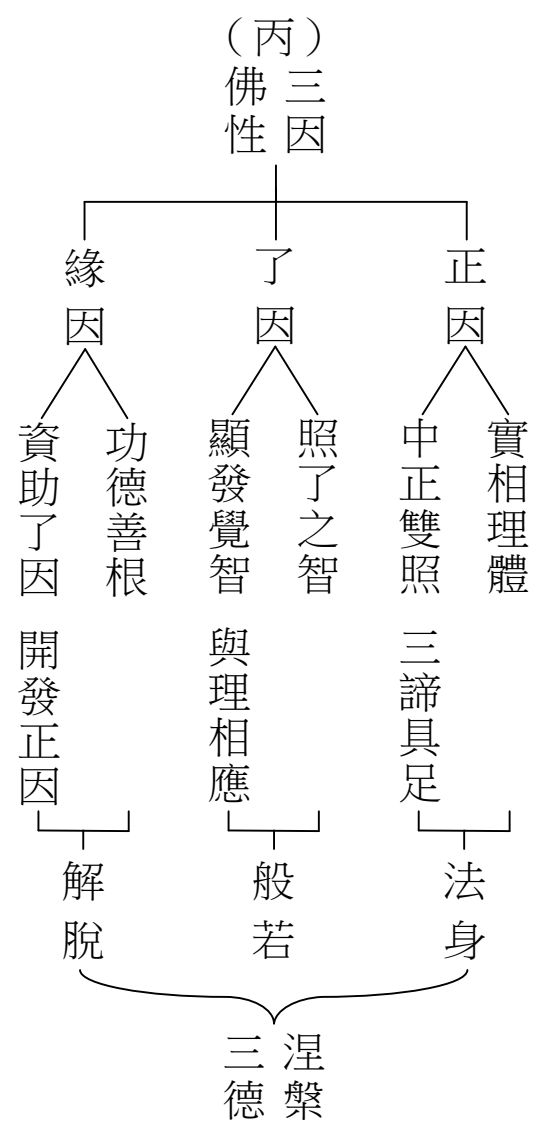 （丙）
三因
佛性
正因
實相理體
中正雙照　三諦具足
法身
了因
照了之智
顯發覺智　與理相應
般若
緣因
功德善根
資助了因　開發正因
解脫
涅槃
三德